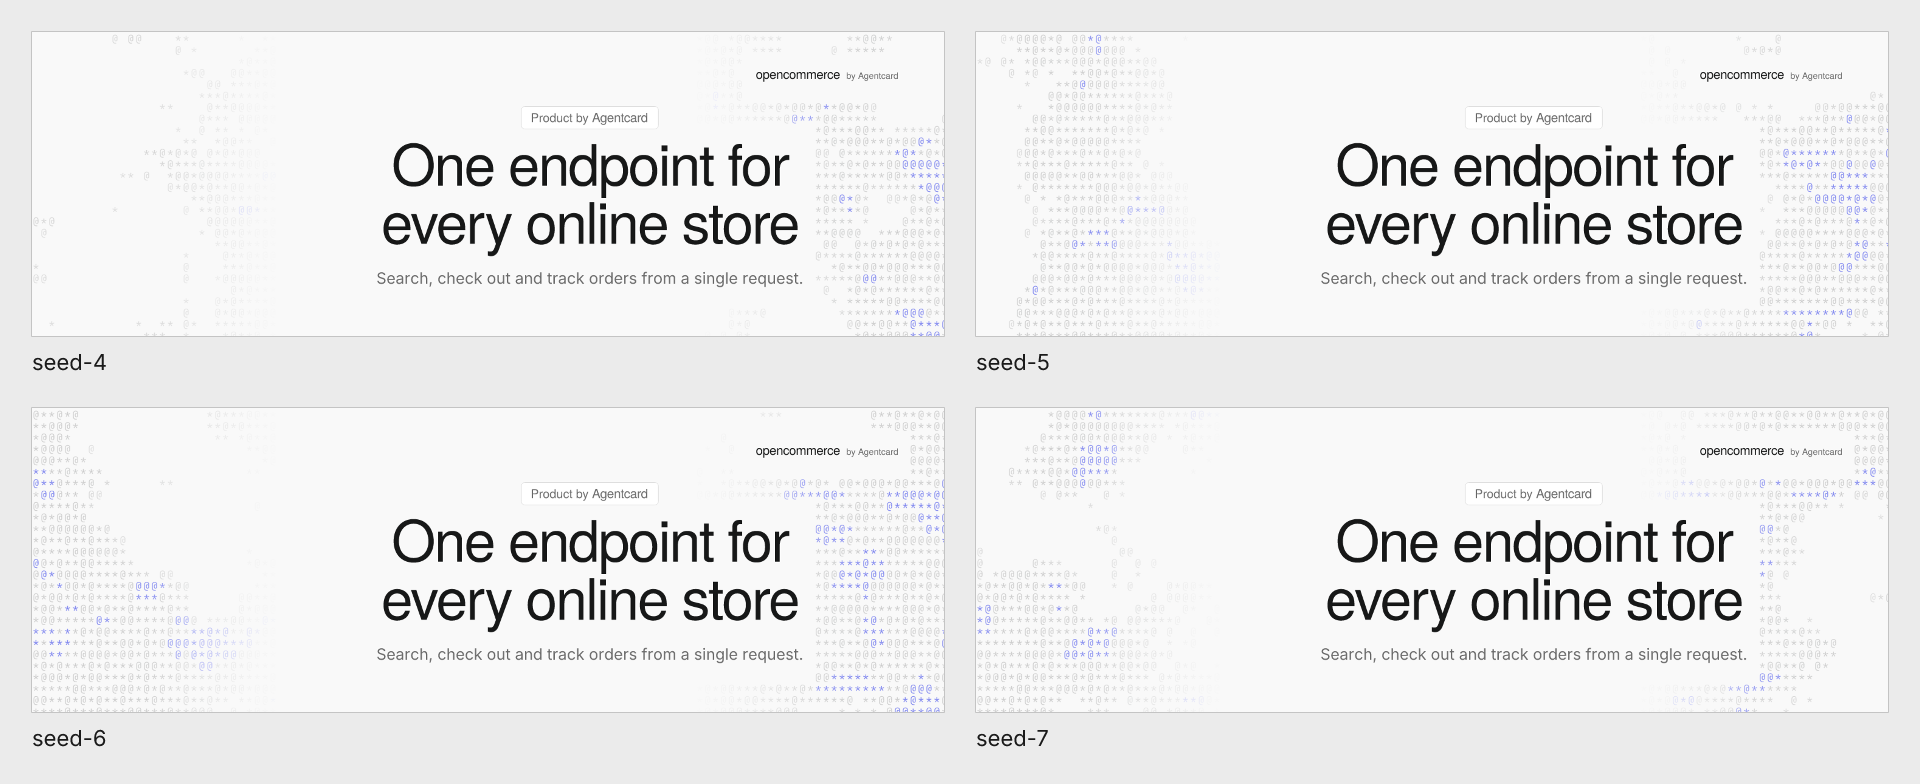 opencommerce by Agentcard
Product by Agentcard
One endpoint for
every online store
Search, check out and track orders from a single request.
seed-4
opencommerce by Agentcard
Product by Agentcard
One endpoint for
every online store
Search, check out and track orders from a single request.
seed-5
opencommerce by Agentcard
Product by Agentcard
One endpoint for
every online store
Search, check out and track orders from a single request.
seed-6
opencommerce by Agentcard
Product by Agentcard
One endpoint for
every online store
Search, check out and track orders from a single request.
seed-7